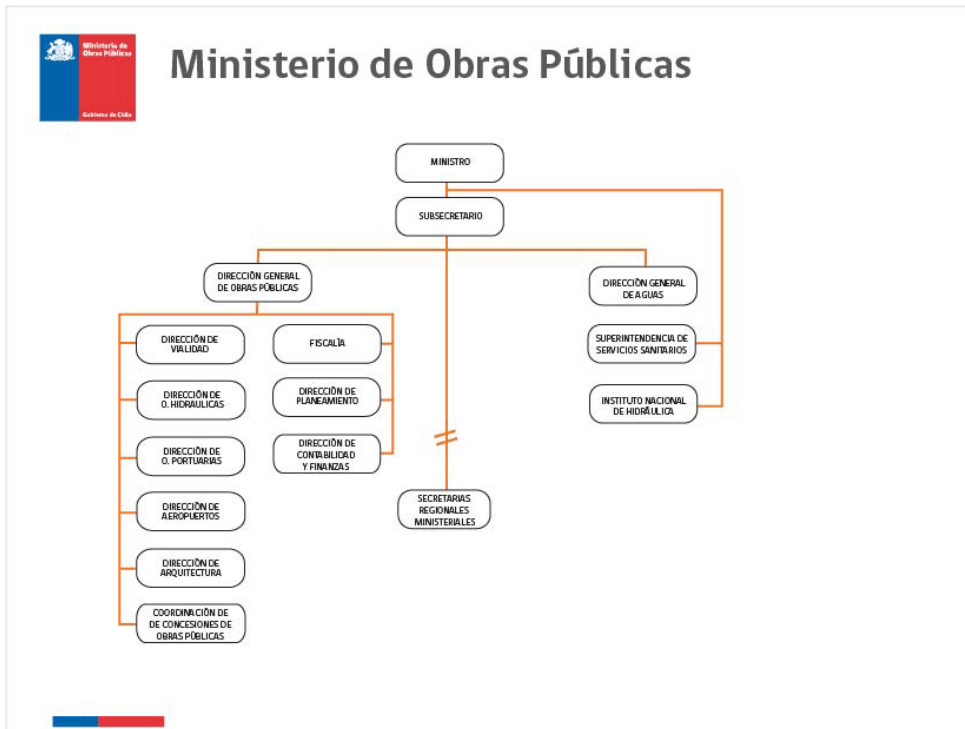 Ministerio de
Obras Públicas
Gobierno de Chile
Ministerio de Obras Públicas
MINISTRO
SUBSECRETARIO
DIRECCIÓN GENERAL
DE OBRAS PÚBLICAS
DIRECCIÓN GENERAL
DE AGUAS
DIRECCIÓN DE
VIALIDAD
FISCALÌA
SUPERINTENDENCIA DE
SERVICIOS SANITARIOS
DIRECCIÓN DE
O. HIDRAULICAS
DIRECCIÓN DE
PLANEAMIENTO
INSTITUTO NACIONAL
DE HIDRÀULICA
DIRECCIÓN DE
O. PORTUARIAS
DIRECCIÓN DE
CONTABILIDAD
Y FINANZAS
DIRECCIÓN DE
AEROPUERTOS
SECRETARIAS
REGIONALES
MINISTERIALES
DIRECCIÓN DE
ARQUITECTURA
COORDINACIÓN DE
DE CONCESIONES DE
OBRAS PÚBLICAS